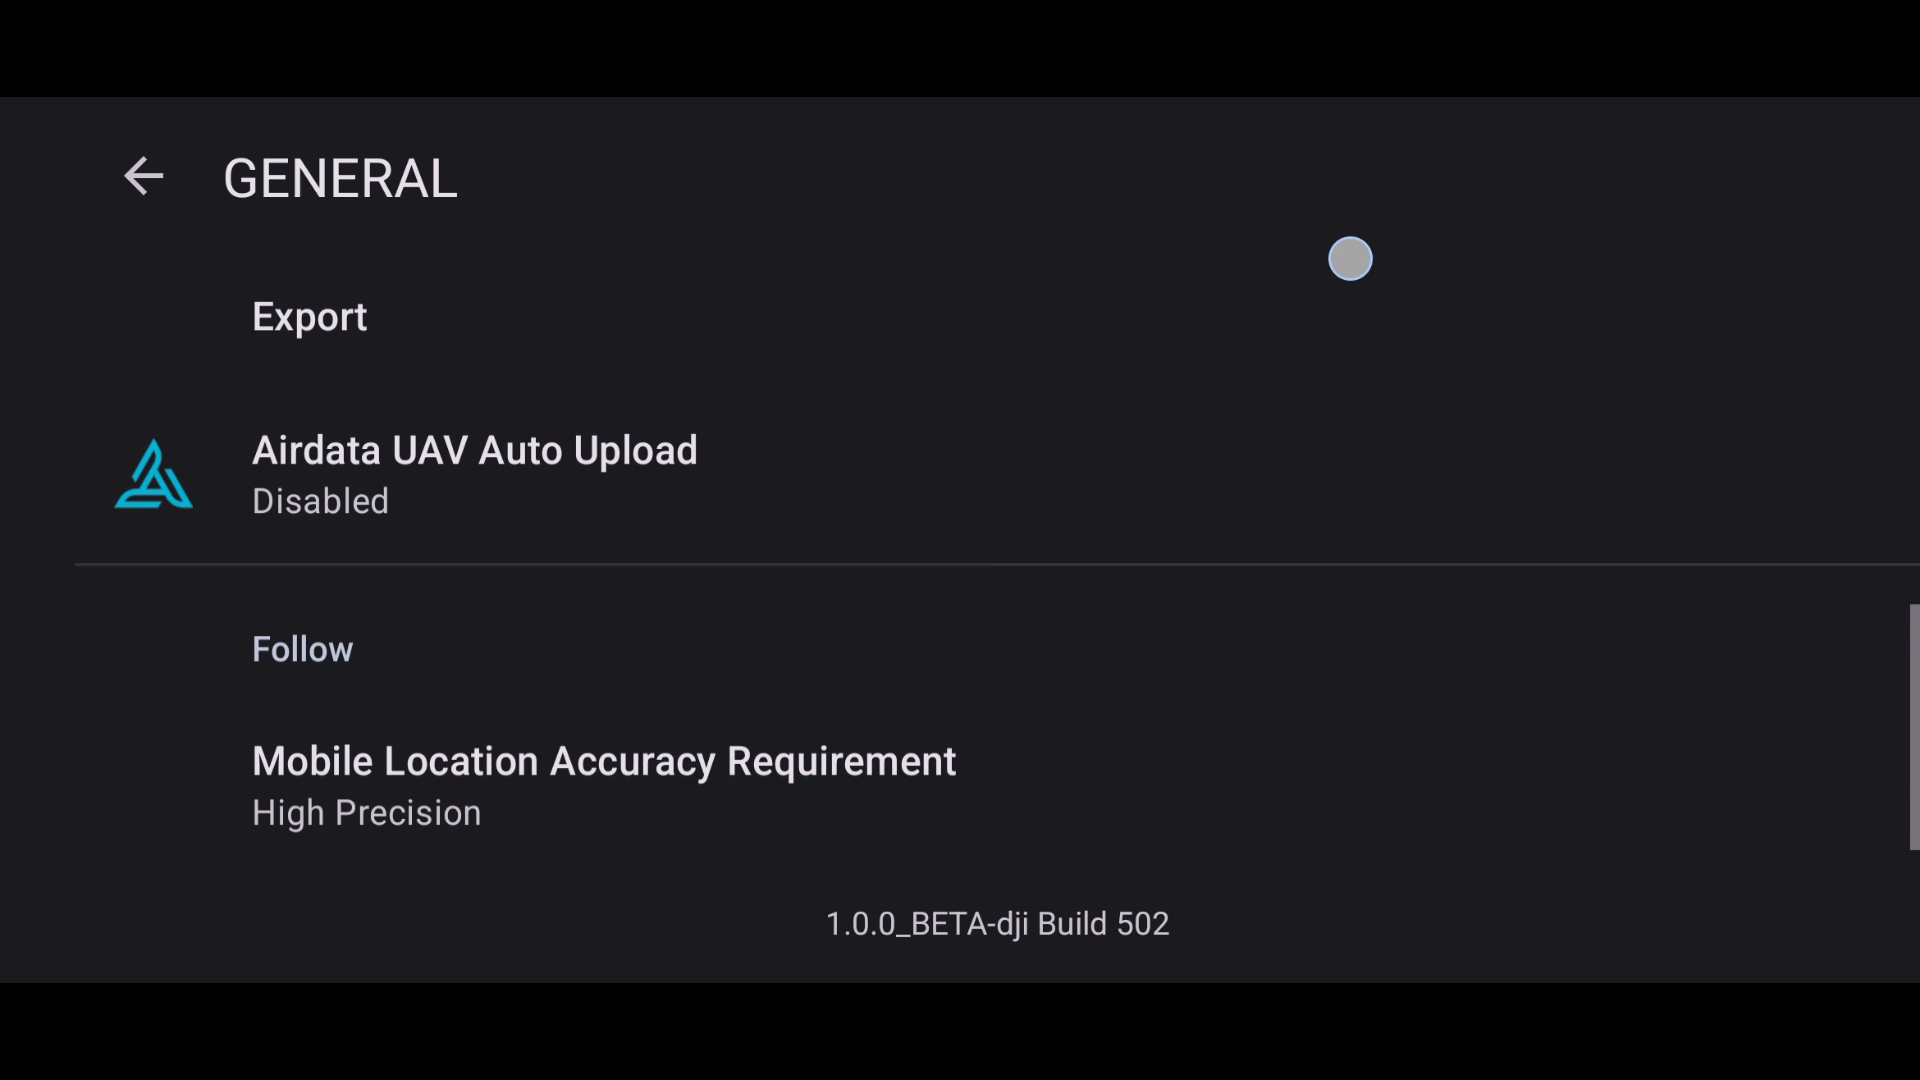 GENERAL
Export
Airdata UAV Auto Upload
Disabled
Follow
Mobile Location Accuracy Requirement
High Precision
1.0.0_BETA-dji Build 502